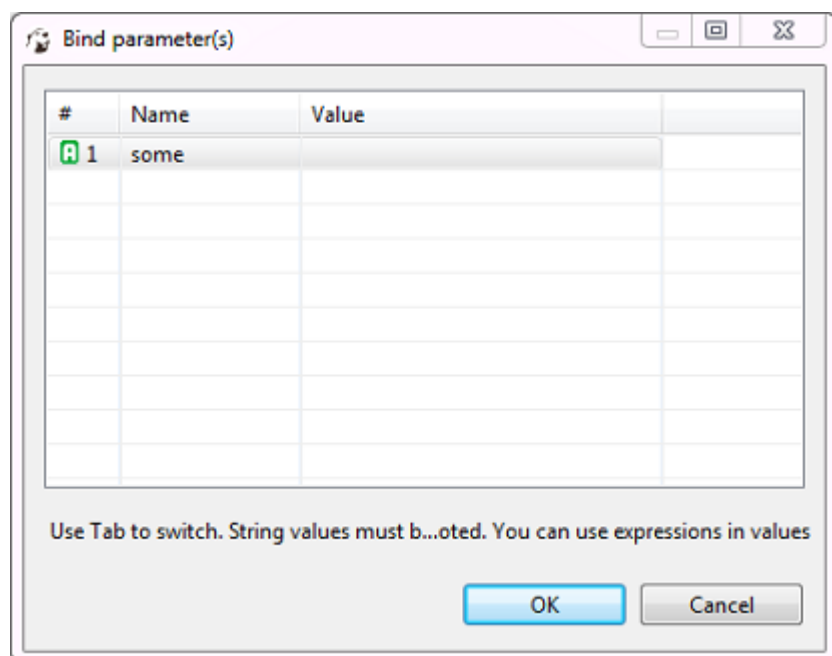 Bind parameter(s)
# Name Value
1 some
Use Tab to switch. String values must b...oted. You can use expressions in values
OK Cancel